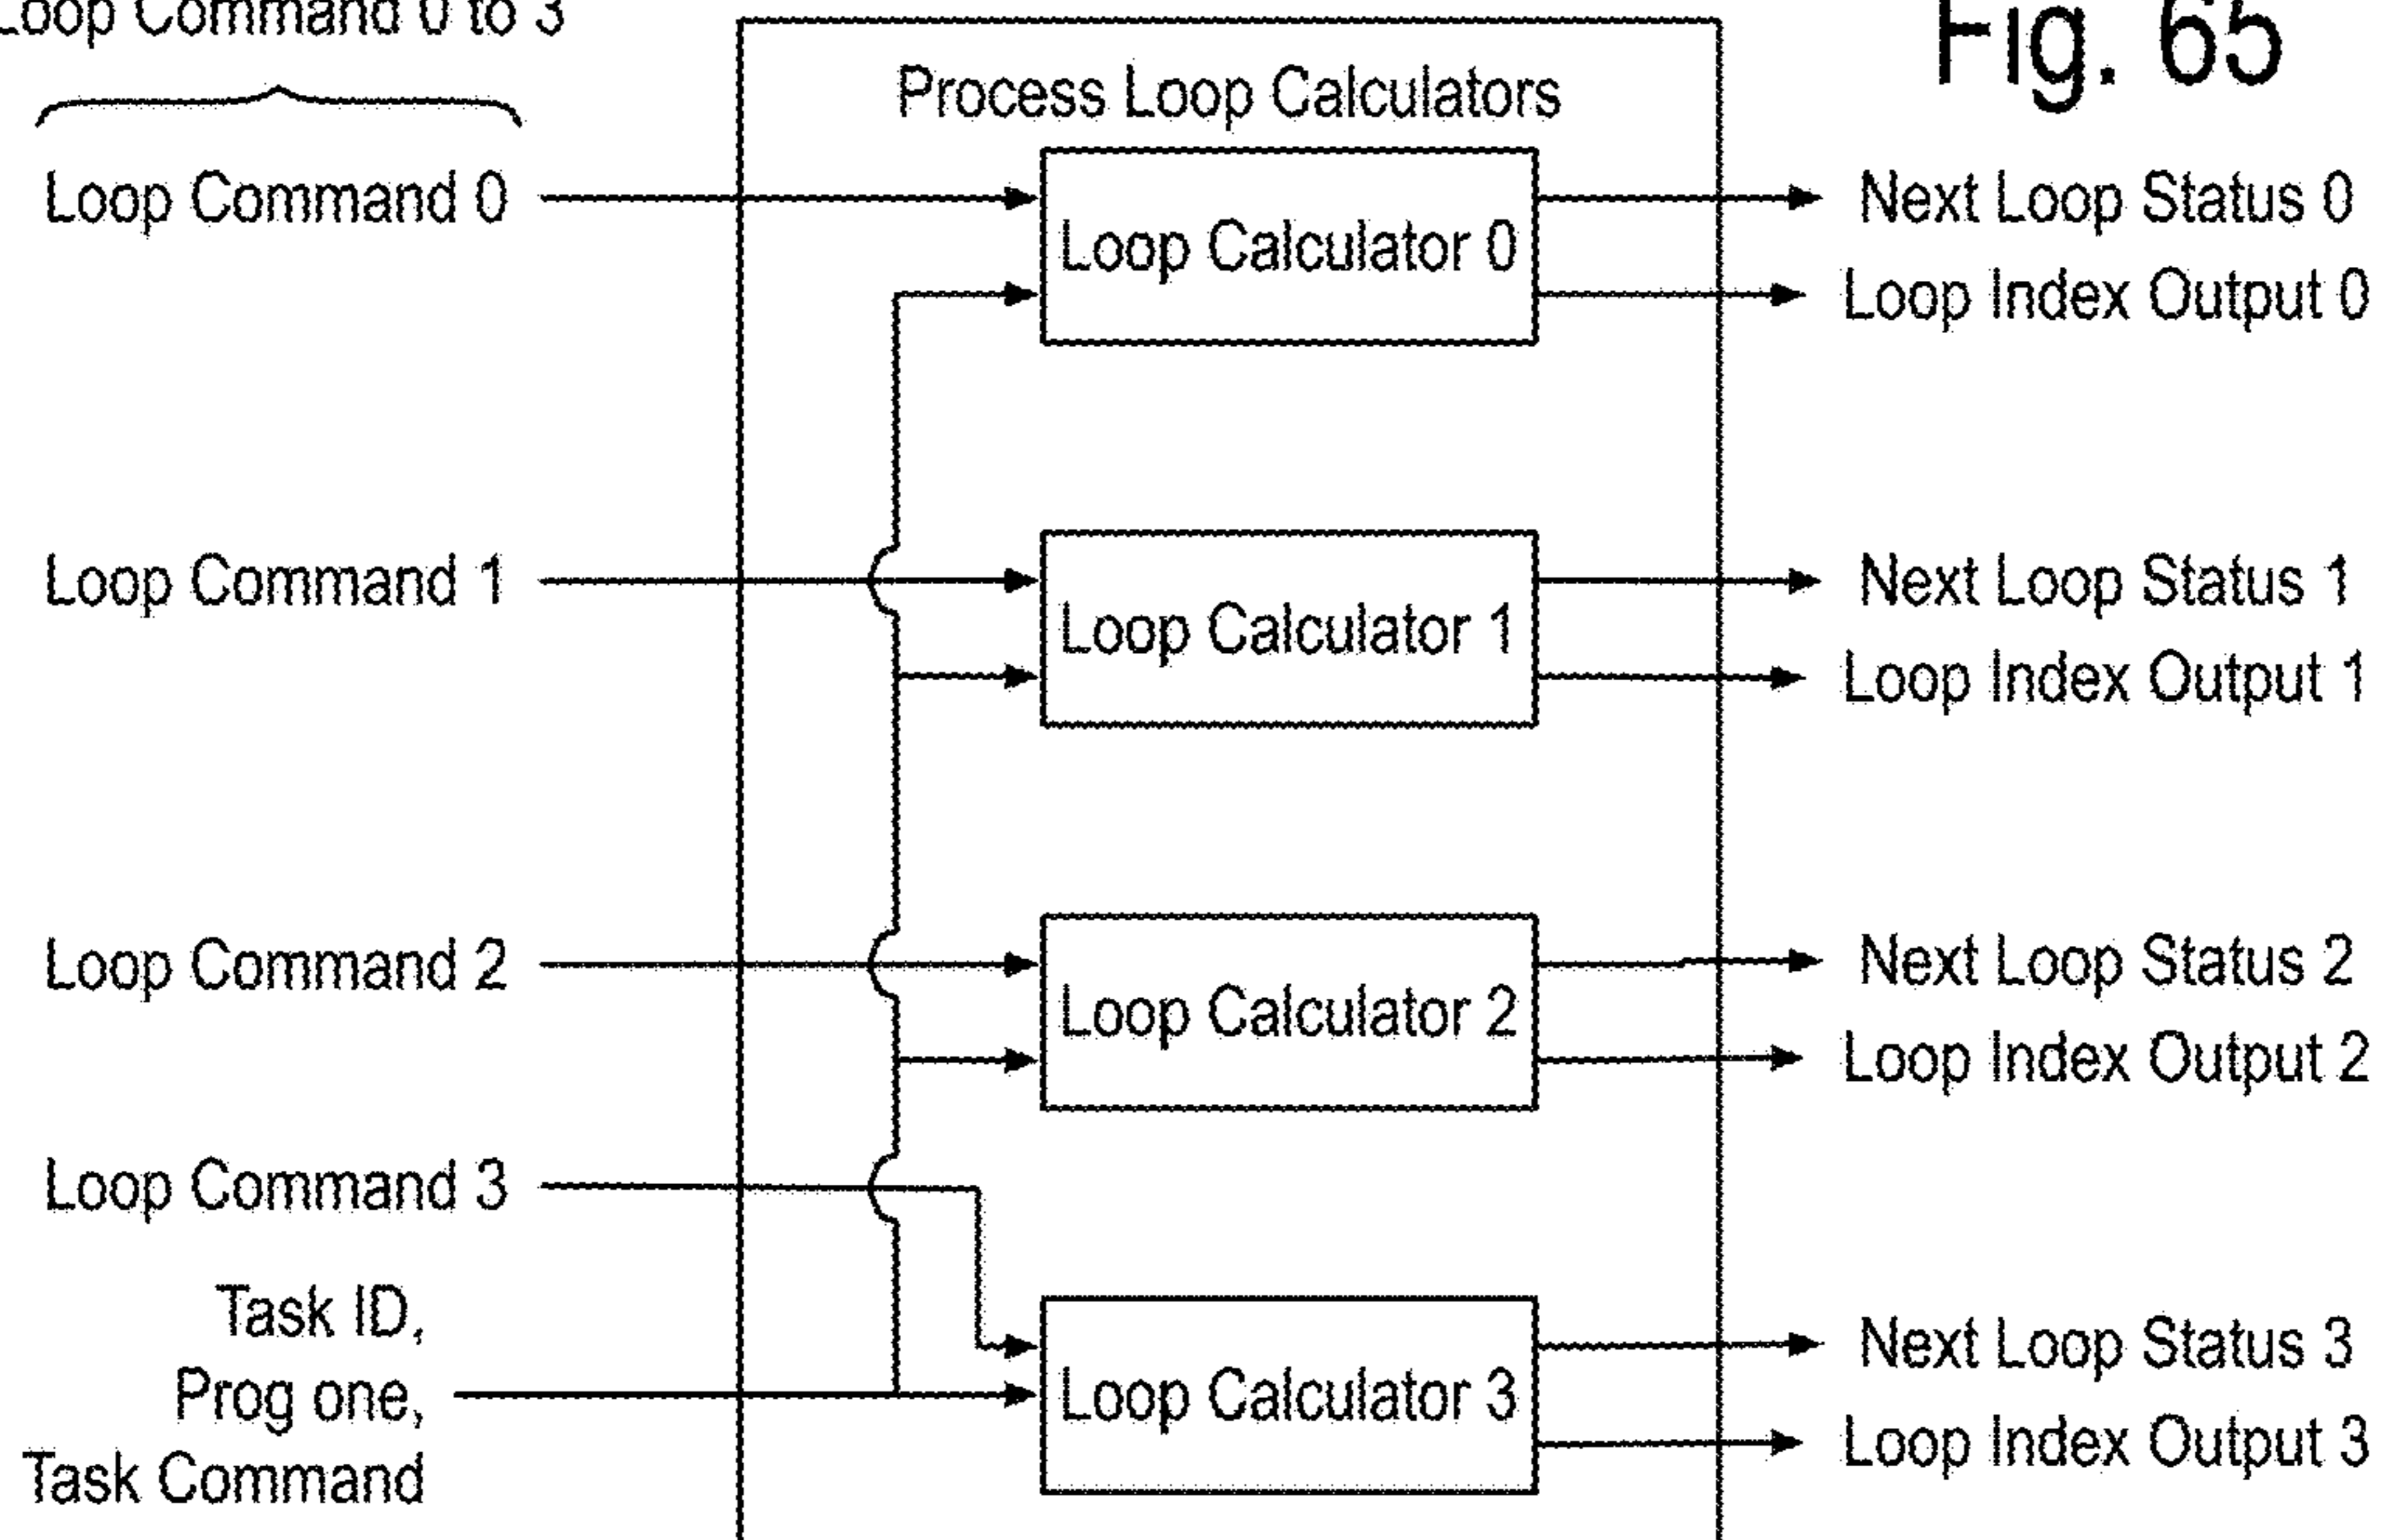 Loop Command 0 to 3
Fig. 65
Process Loop Calculators
Loop Command 0
Loop Calculator 0
Next Loop Status 0
Loop Index Output 0
Loop Command 1
Loop Calculator 1
Next Loop Status 1
Loop Index Output 1
Loop Command 2
Loop Calculator 2
Next Loop Status 2
Loop Index Output 2
Loop Command 3
Task ID,
Prog one,
Task Command
Loop Calculator 3
Next Loop Status 3
Loop Index Output 3